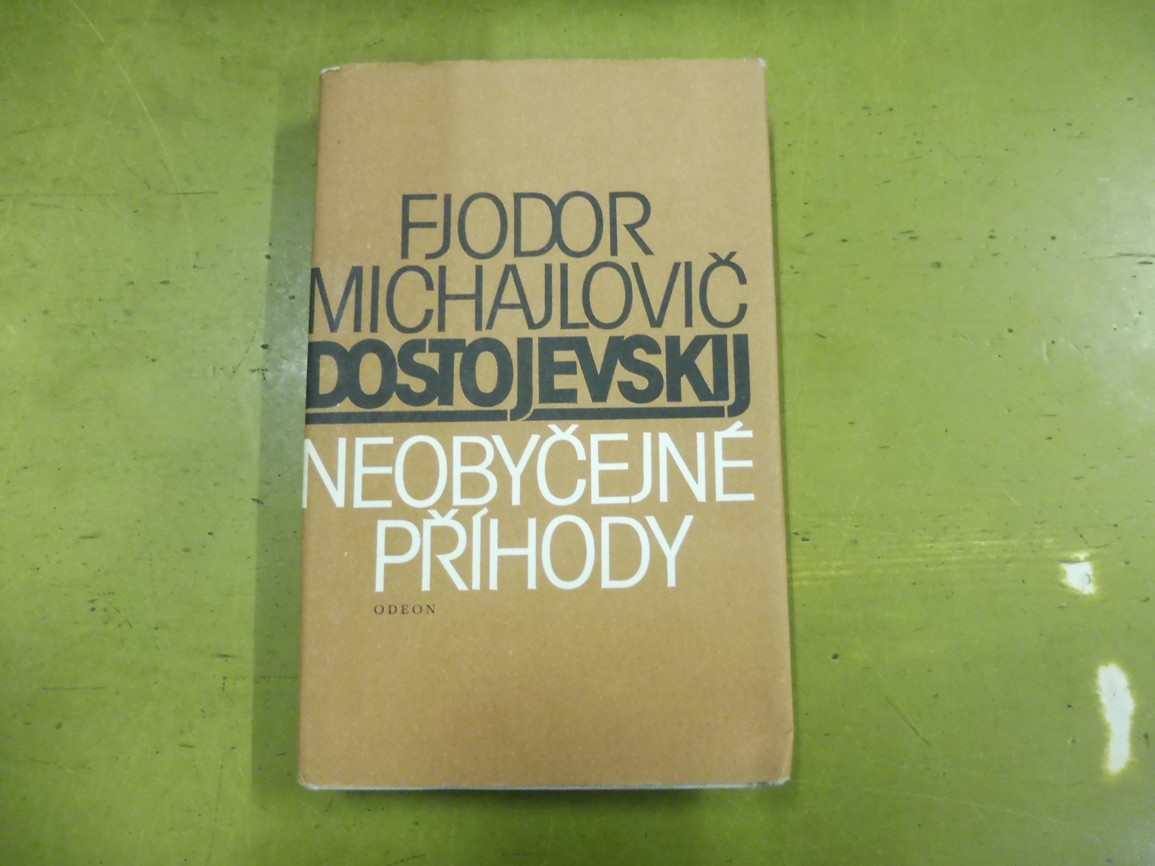 FJODOR
MICHAJLOVIČ
DOSTOJEVSKIJ
NEOBYČEJNÉ
PŘÍHODY
ODEON